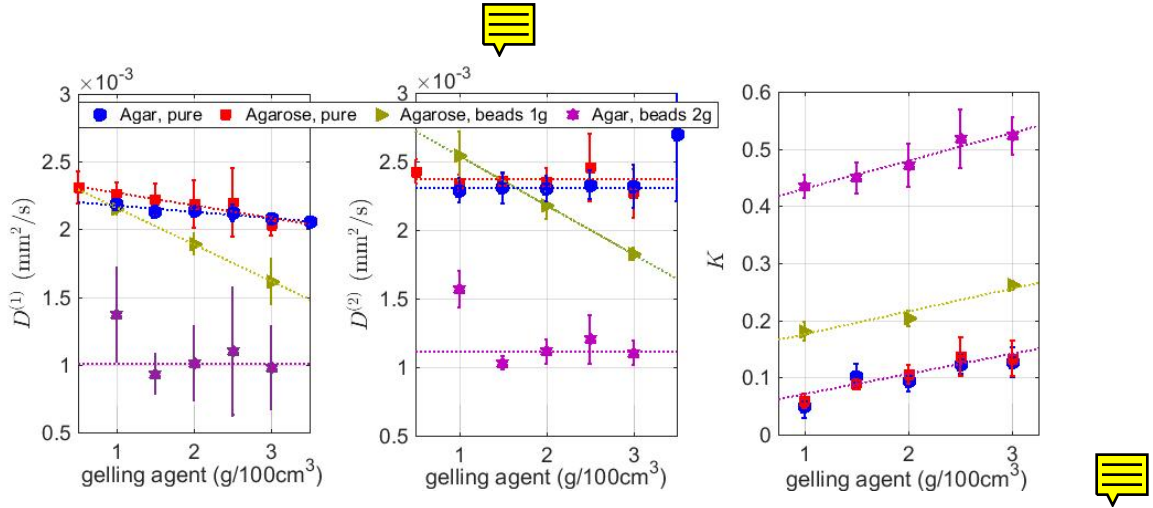 ×10⁻³
×10⁻³
Agar, pure Agarose, pure Agarose, beads 1g Agar, beads 2g
3
2.5
2
1.5
1
0.5
D⁽¹⁾ (mm²/s)
1 2 3
gelling agent (g/100cm³)
3
2.5
2
1.5
1
0.5
D⁽²⁾ (mm²/s)
1 2 3
gelling agent (g/100cm³)
0.6
0.5
0.4
0.3
0.2
0.1
0
K
1 2 3
gelling agent (g/100cm³)